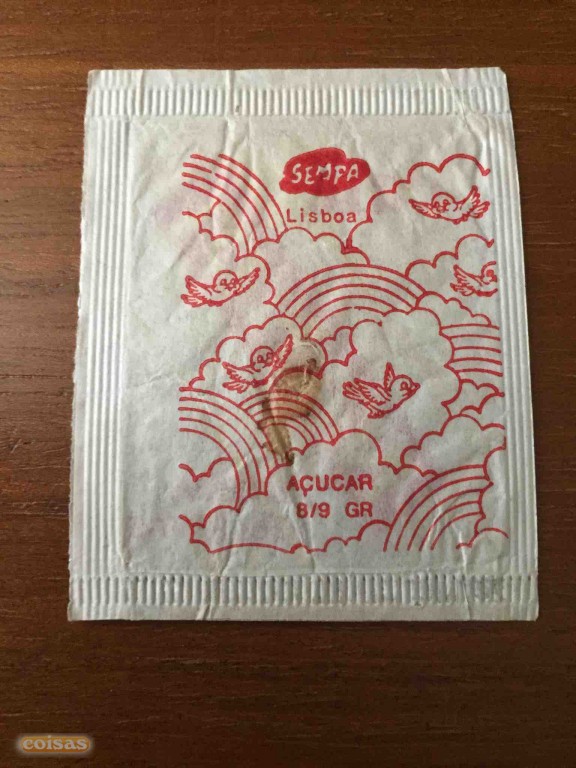 SEMPA
Lisboa
AÇUCAR
8/9 GR
coisas